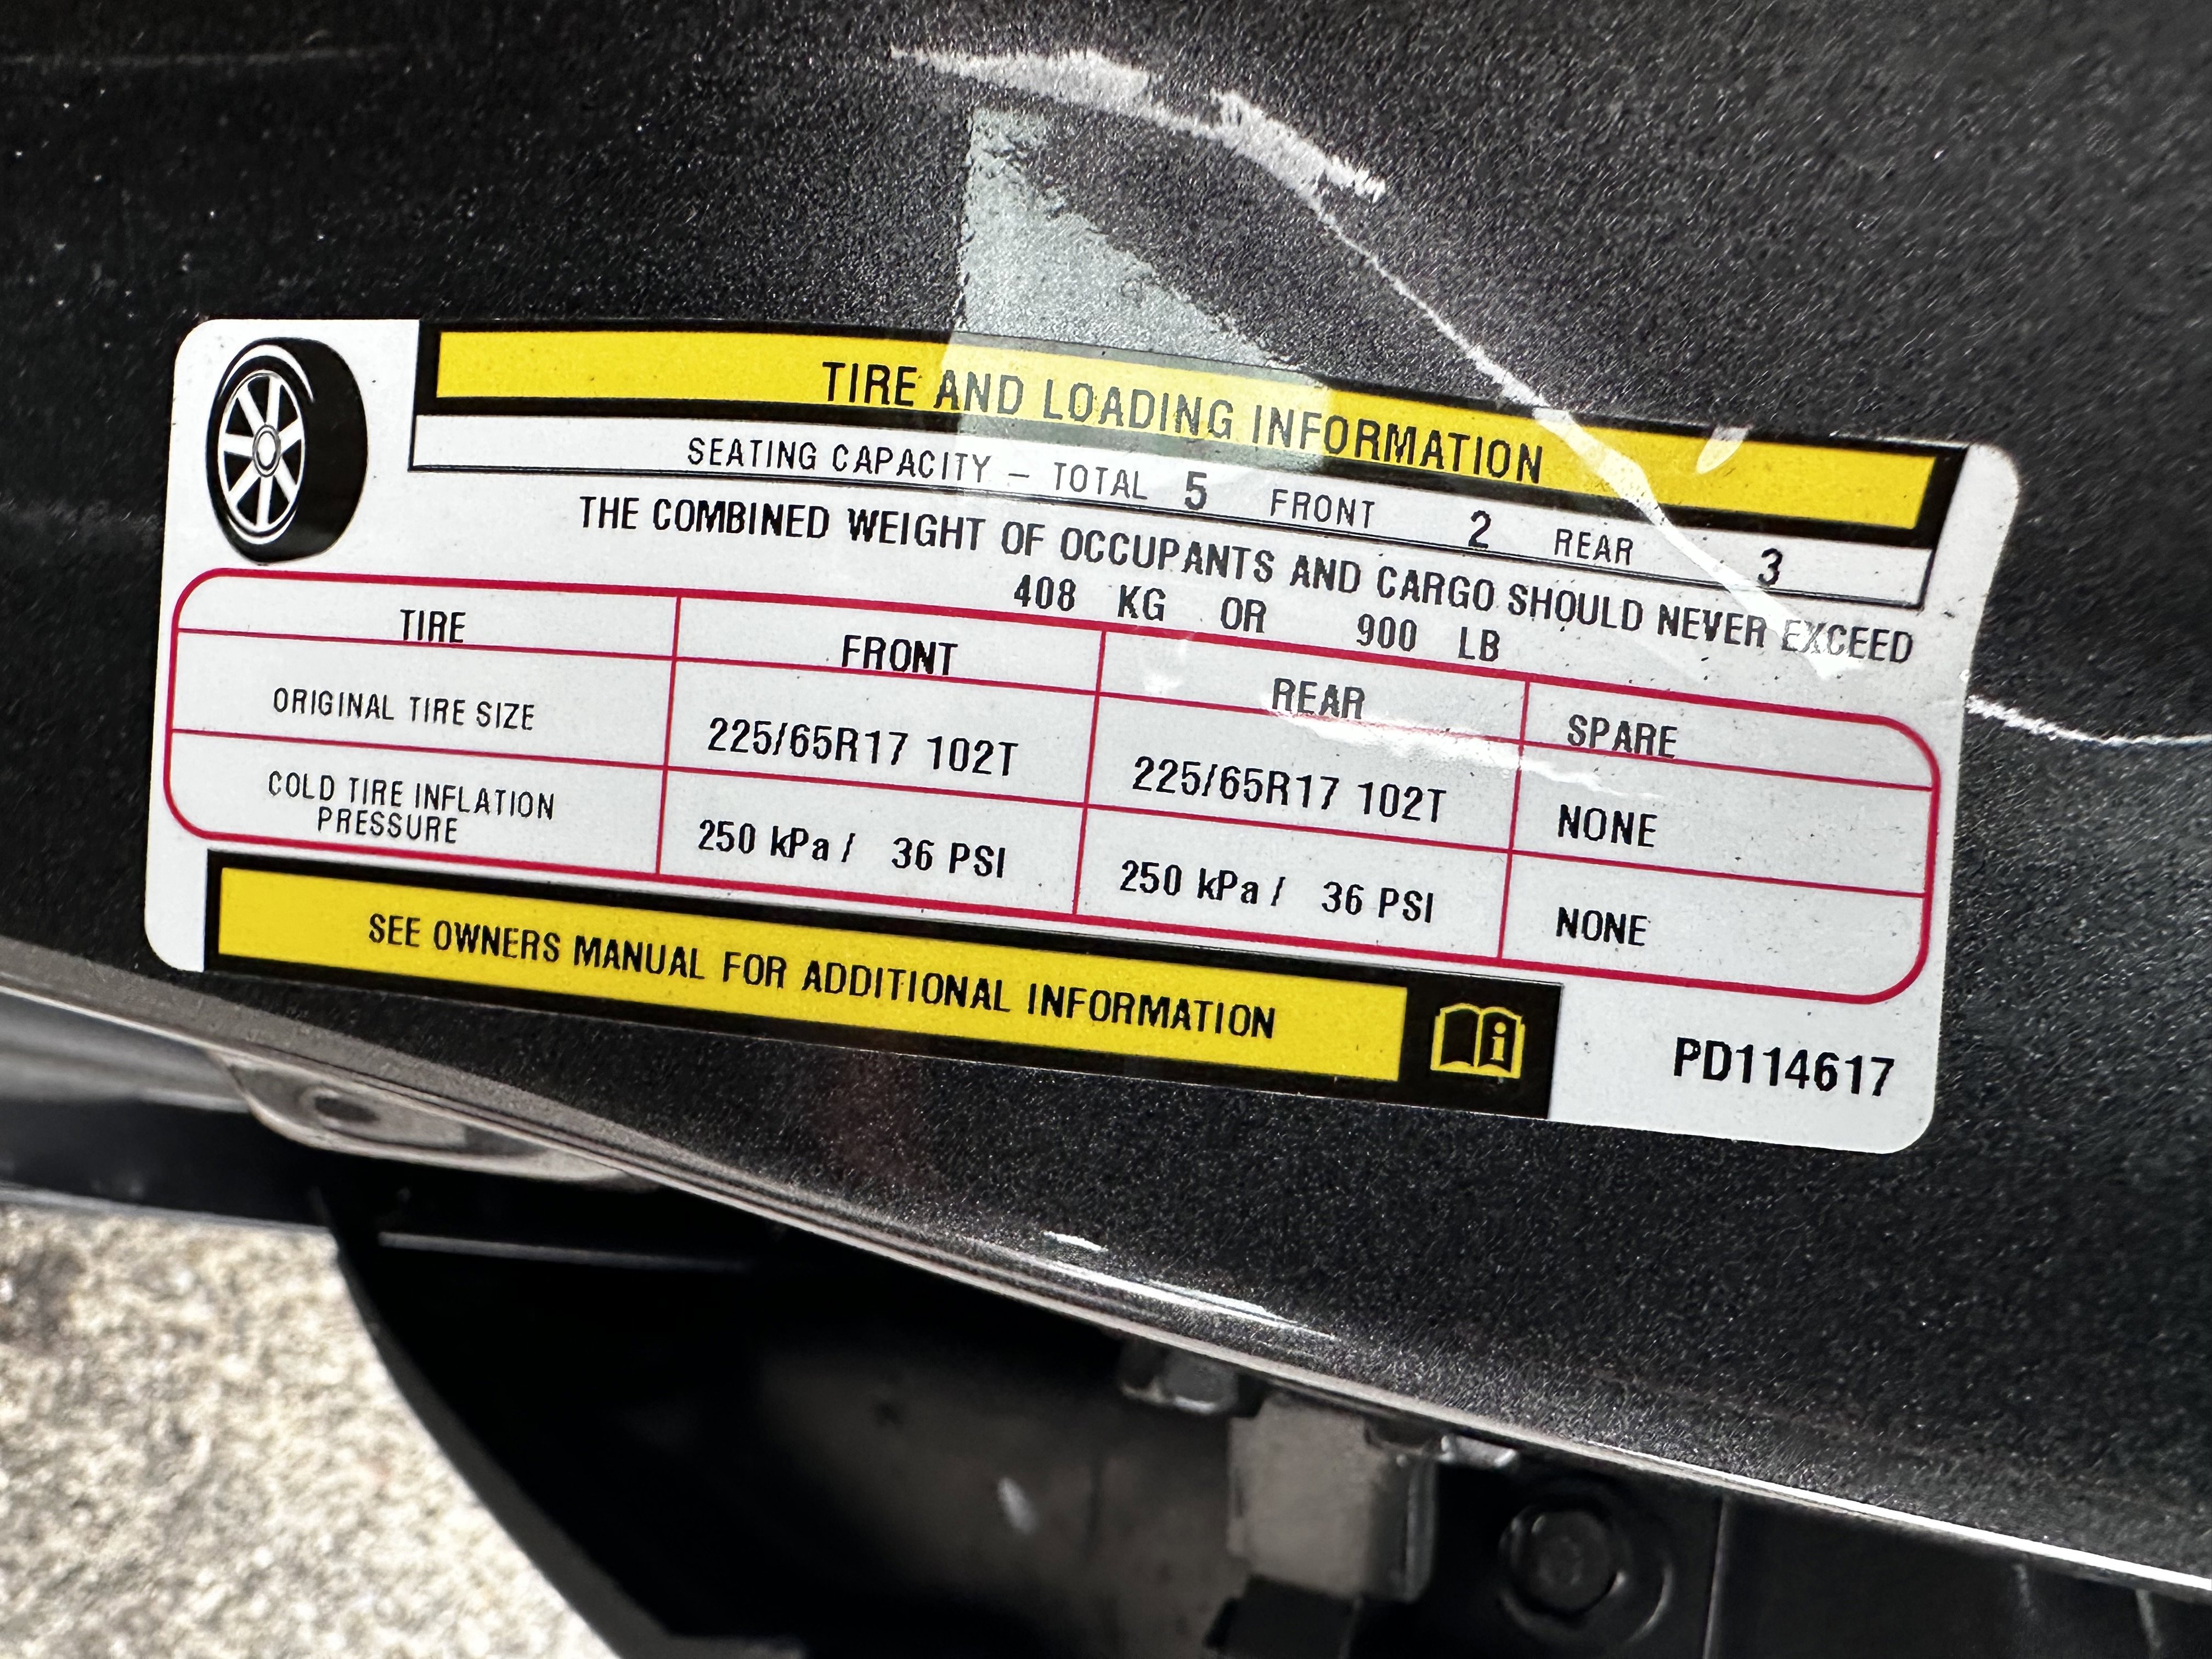 TIRE AND LOADING INFORMATION
SEATING CAPACITY – TOTAL 5 FRONT 2 REAR 3
THE COMBINED WEIGHT OF OCCUPANTS AND CARGO SHOULD NEVER EXCEED
408 KG OR 900 LB
TIRE FRONT REAR SPARE
ORIGINAL TIRE SIZE 225/65R17 102T 225/65R17 102T NONE
COLD TIRE INFLATION
PRESSURE 250 kPa / 36 PSI 250 kPa / 36 PSI NONE
SEE OWNERS MANUAL FOR ADDITIONAL INFORMATION
PD114617